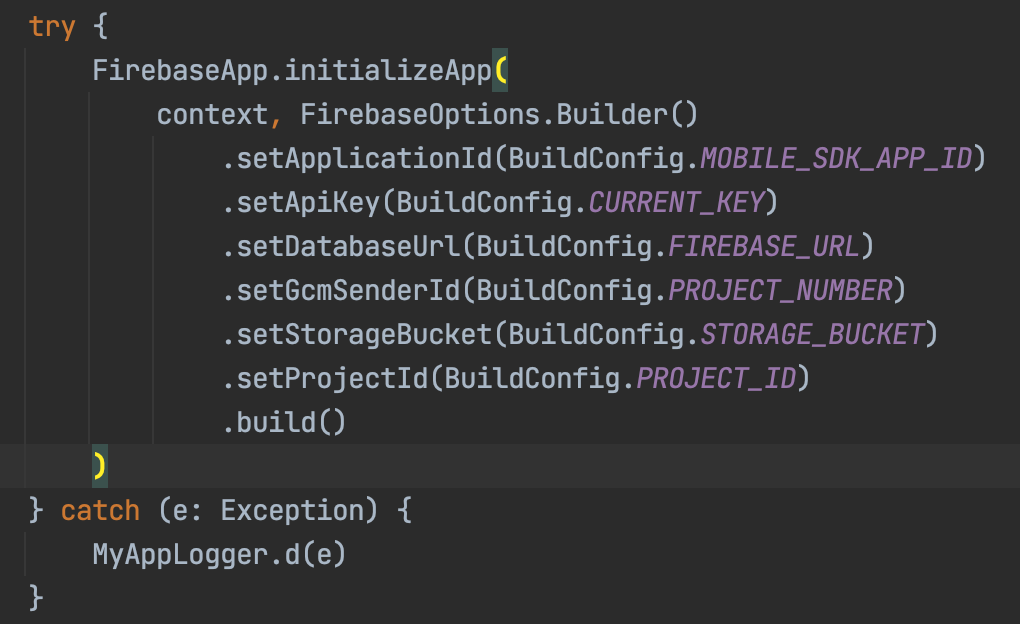 try {
    FirebaseApp.initializeApp(
        context, FirebaseOptions.Builder()
            .setApplicationId(BuildConfig.MOBILE_SDK_APP_ID)
            .setApiKey(BuildConfig.CURRENT_KEY)
            .setDatabaseUrl(BuildConfig.FIREBASE_URL)
            .setGcmSenderId(BuildConfig.PROJECT_NUMBER)
            .setStorageBucket(BuildConfig.STORAGE_BUCKET)
            .setProjectId(BuildConfig.PROJECT_ID)
            .build()
    )
} catch (e: Exception) {
    MyAppLogger.d(e)
}